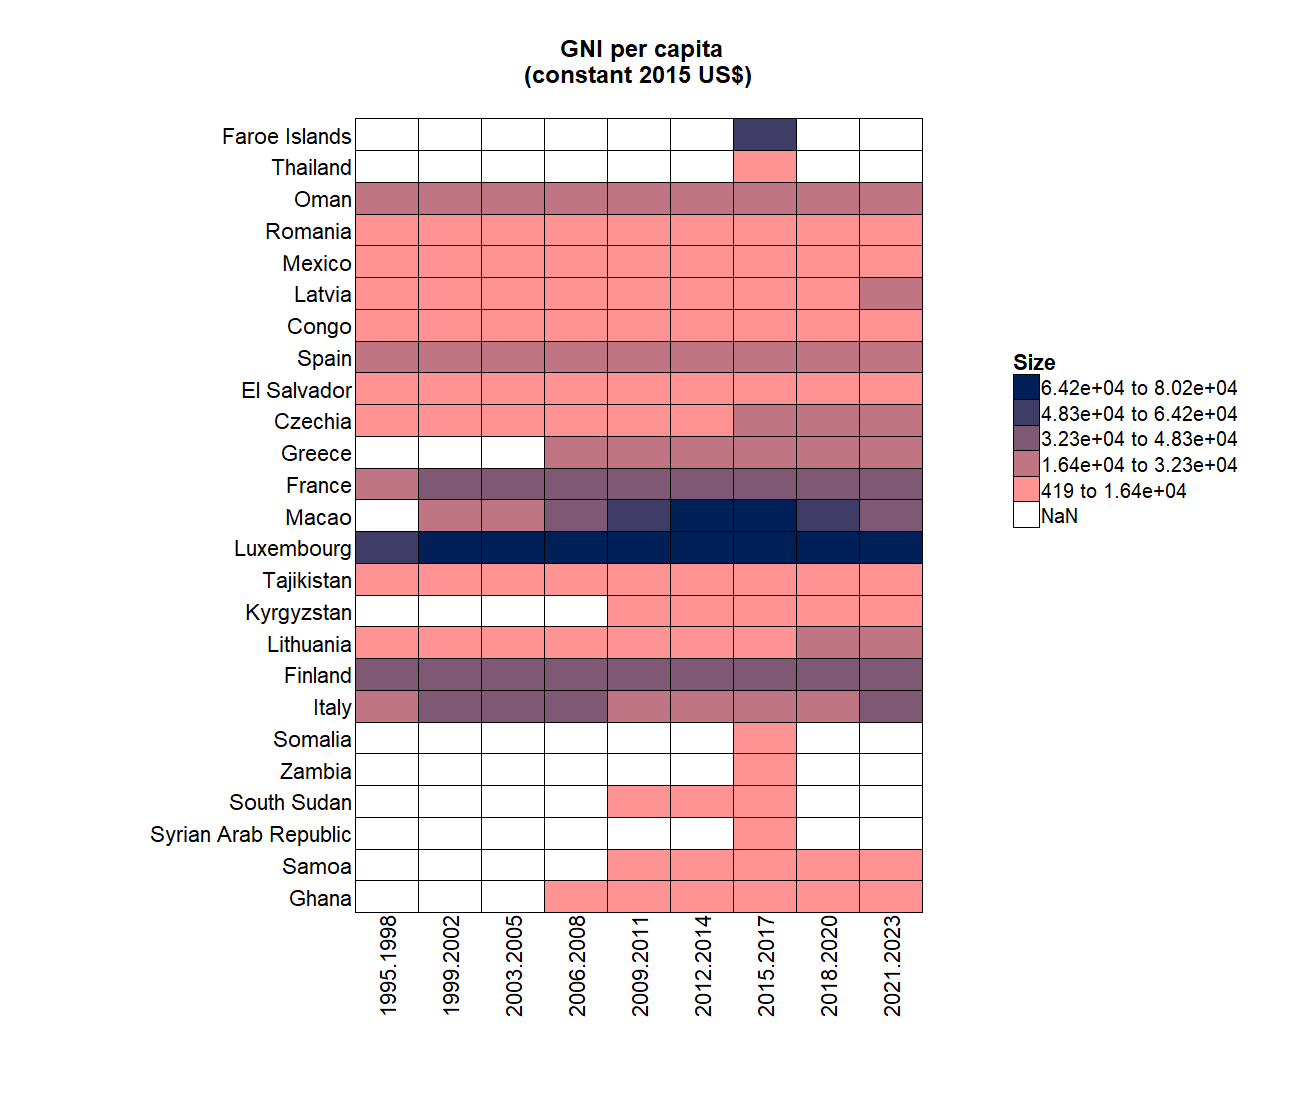 GNI per capita
(constant 2015 US$)
Faroe Islands
Thailand
Oman
Romania
Mexico
Latvia
Congo
Spain
El Salvador
Czechia
Greece
France
Macao
Luxembourg
Tajikistan
Kyrgyzstan
Lithuania
Finland
Italy
Somalia
Zambia
South Sudan
Syrian Arab Republic
Samoa
Ghana
1995.1998
1999.2002
2003.2005
2006.2008
2009.2011
2012.2014
2015.2017
2018.2020
2021.2023
Size
6.42e+04 to 8.02e+04
4.83e+04 to 6.42e+04
3.23e+04 to 4.83e+04
1.64e+04 to 3.23e+04
419 to 1.64e+04
NaN